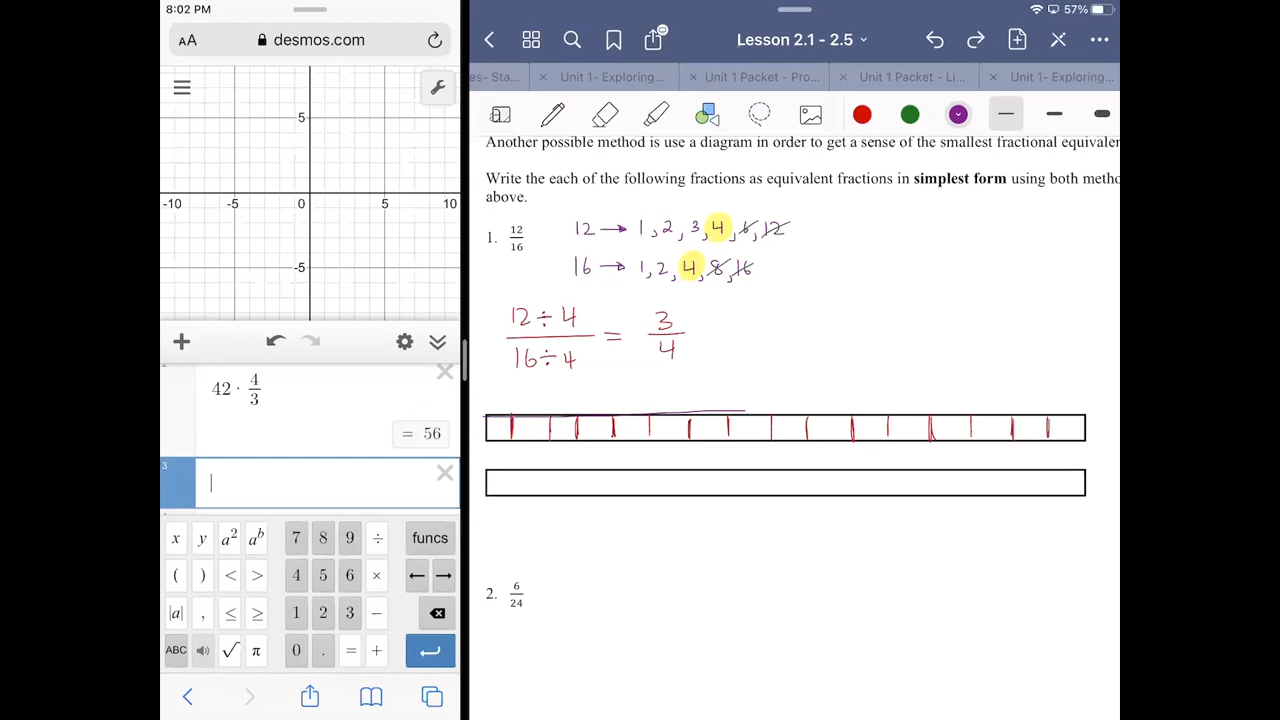 8:02 PM
57%
AA desmos.com
Lesson 2.1 - 2.5
es- Sta... × Unit 1- Exploring... × Unit 1 Packet - Pro... × Unit 1 Packet - Li... × Unit 1- Exploring...
5
-10 -5 0 5 10
-5
42 · 4/3
= 56
3
x y a² aᵇ 7 8 9 ÷ funcs
( ) < > 4 5 6 × ← →
|a| , ≤ ≥ 1 2 3 −
ABC √ π 0 . = +
Another possible method is use a diagram in order to get a sense of the smallest fractional equivalen
Write the each of the following fractions as equivalent fractions in simplest form using both metho
above.
1. 12/16
12 → 1, 2, 3, 4, 6, 12
16 → 1, 2, 4, 8, 16
12 ÷ 4 / 16 ÷ 4 = 3/4
2. 6/24